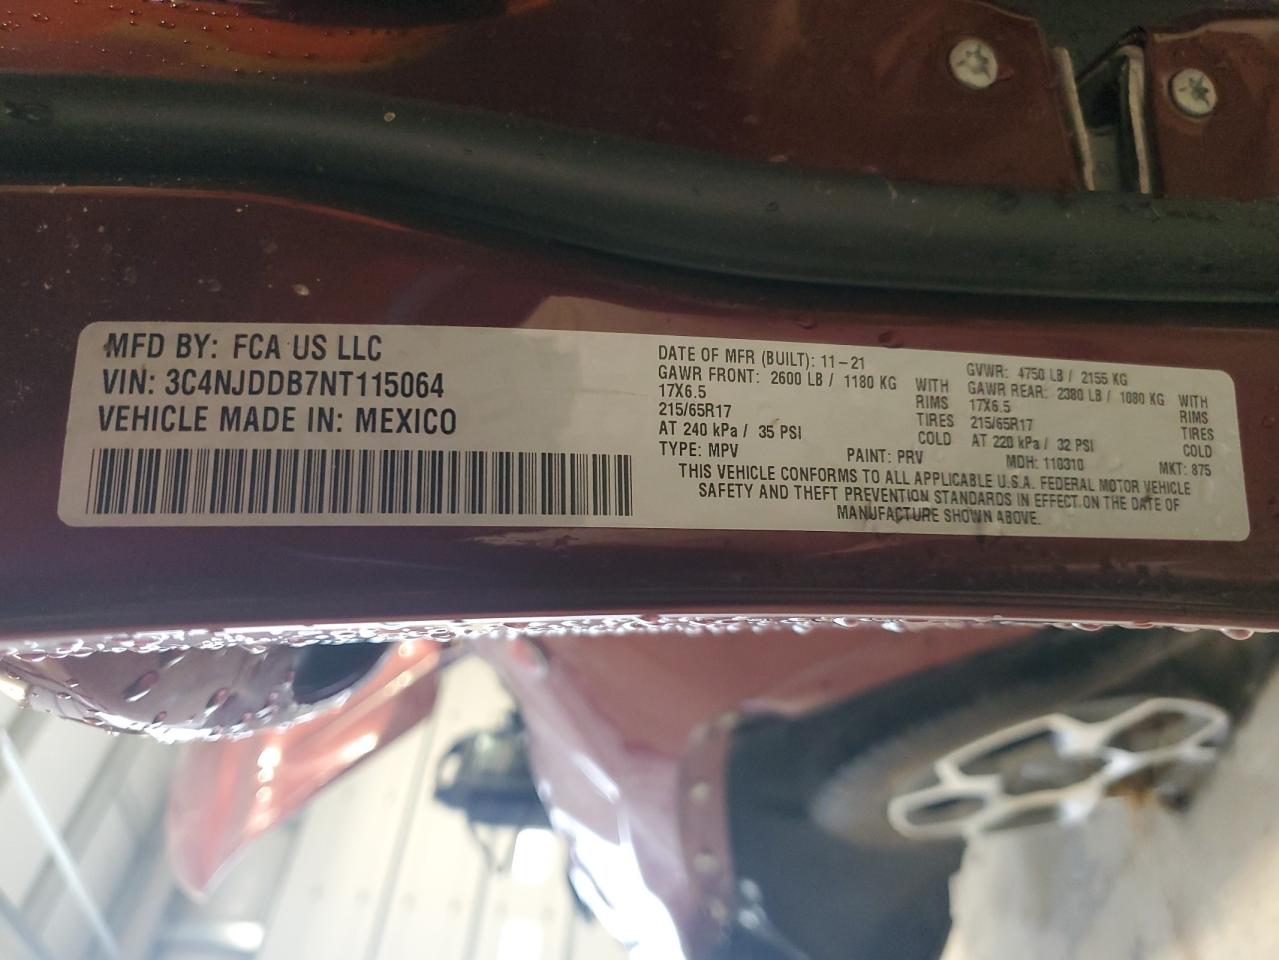 MFD BY: FCA US LLC
VIN: 3C4NJDDB7NT115064
VEHICLE MADE IN: MEXICO
DATE OF MFR (BUILT): 11-21
GAWR FRONT: 2600 LB / 1180 KG WITH
17X6.5 RIMS
215/65R17 TIRES
AT 240 kPa / 35 PSI COLD
TYPE: MPV PAINT: PRV
GVWR: 4750 LB / 2155 KG
GAWR REAR: 2380 LB / 1080 KG WITH
17X6.5 RIMS
215/65R17 TIRES
AT 220 kPa / 32 PSI COLD
MDH: 110310 MKT: 875
THIS VEHICLE CONFORMS TO ALL APPLICABLE U.S.A. FEDERAL MOTOR VEHICLE
SAFETY AND THEFT PREVENTION STANDARDS IN EFFECT ON THE DATE OF
MANUFACTURE SHOWN ABOVE.